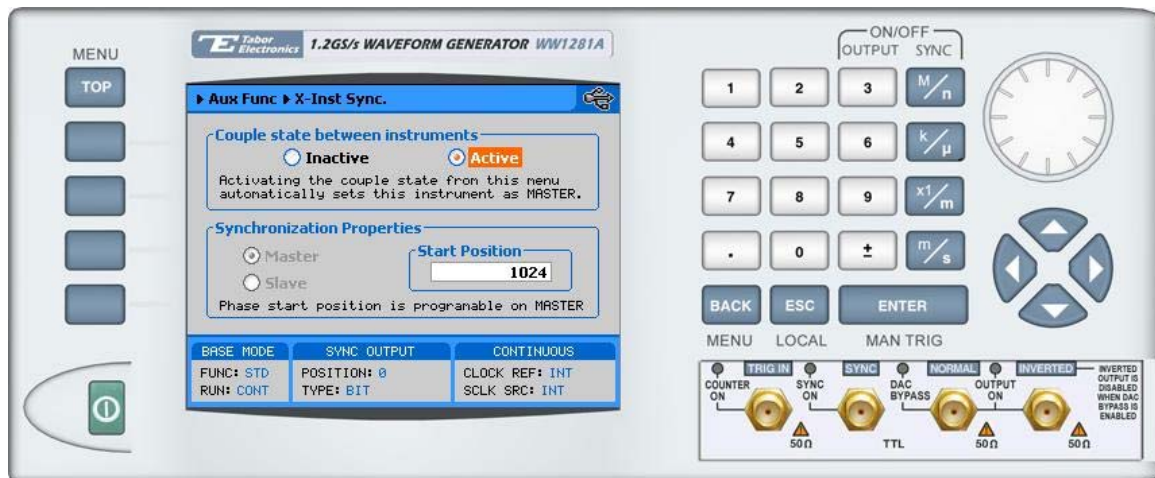 MENU
TOP
Tabor Electronics 1.2GS/s WAVEFORM GENERATOR WW1281A
Aux Func X-Inst Sync.
Couple state between instruments
Inactive Active
Activating the couple state from this menu
automatically sets this instrument as MASTER.
Synchronization Properties
Master
Slave
Start Position
1024
Phase start position is programable on MASTER
BASE MODE SYNC OUTPUT CONTINUOUS
FUNC: STD POSITION: 0 CLOCK REF: INT
RUN: CONT TYPE: BIT SCLK SRC: INT
ON/OFF
OUTPUT SYNC
1 2 3 M/n
4 5 6 k/μ
7 8 9 x1/m
. 0 ± m/s
BACK ESC ENTER
MENU LOCAL MAN TRIG
TRIG IN SYNC NORMAL INVERTED
COUNTER ON
SYNC ON
DAC BYPASS
OUTPUT ON
INVERTED
OUTPUT IS
DISABLED
WHEN DAC
BYPASS IS
ENABLED
50Ω TTL 50Ω 50Ω